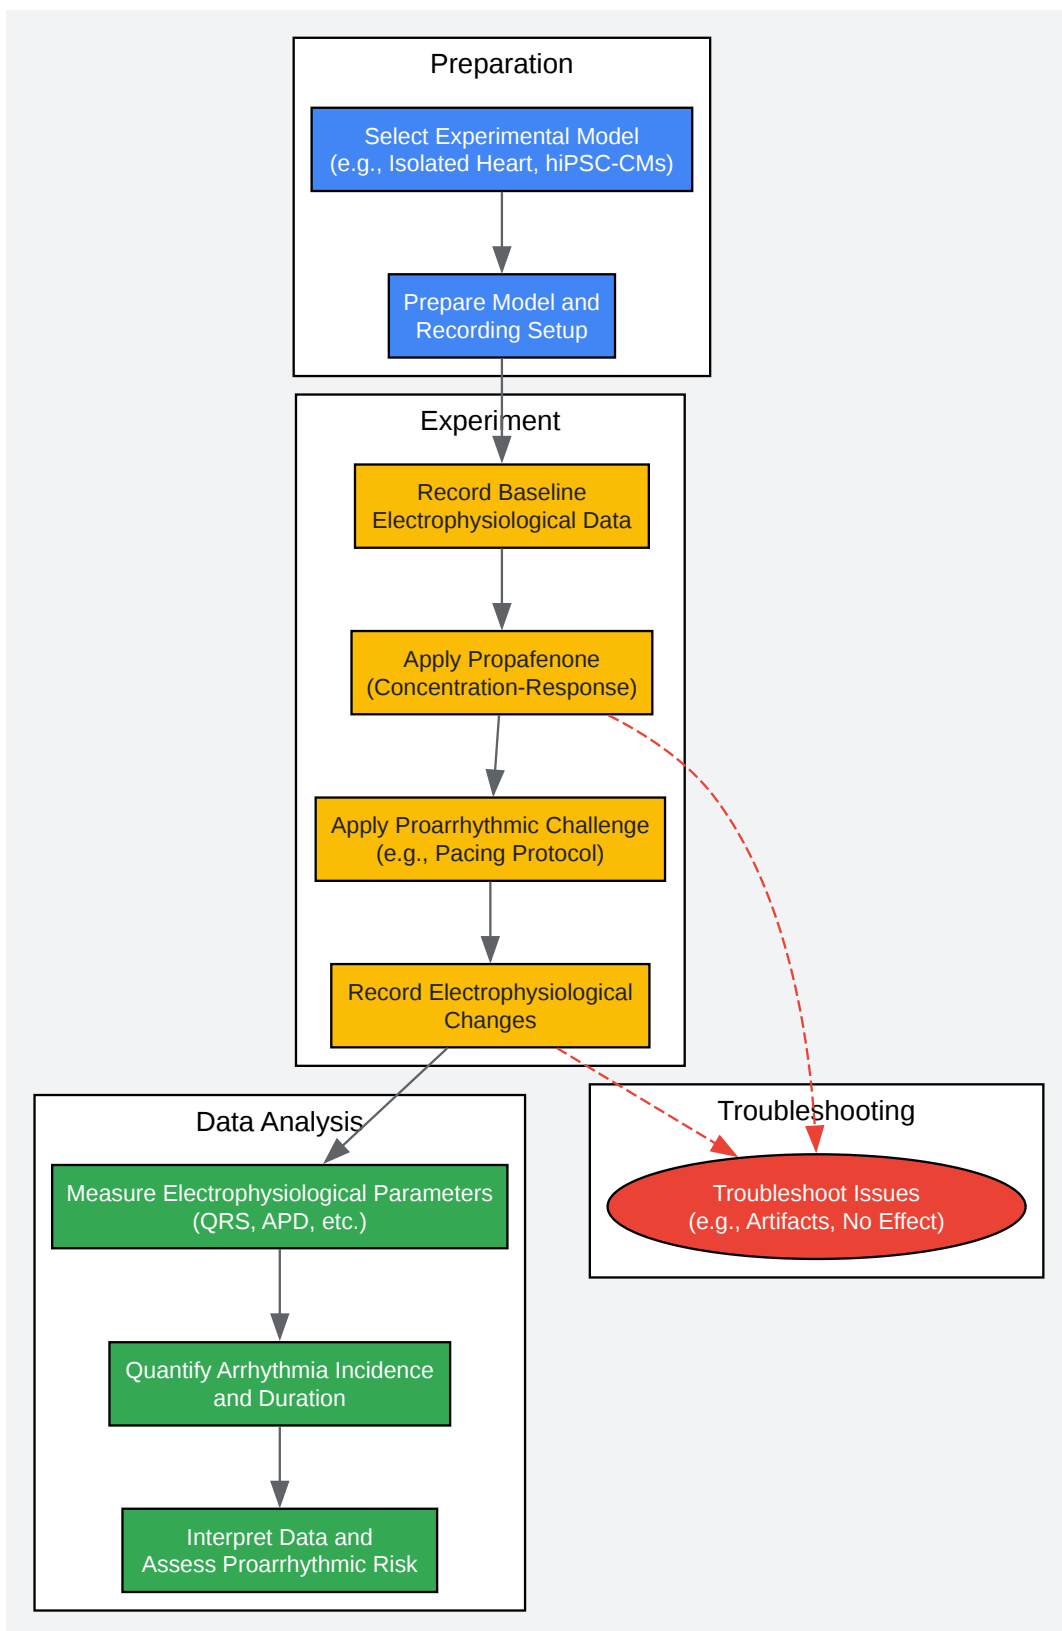 Preparation
Select Experimental Model
(e.g., Isolated Heart, hiPSC-CMs)
Prepare Model and
Recording Setup
Experiment
Record Baseline
Electrophysiological Data
Apply Propafenone
(Concentration-Response)
Apply Proarrhythmic Challenge
(e.g., Pacing Protocol)
Record Electrophysiological
Changes
Data Analysis
Measure Electrophysiological Parameters
(QRS, APD, etc.)
Quantify Arrhythmia Incidence
and Duration
Interpret Data and
Assess Proarrhythmic Risk
Troubleshooting
Troubleshoot Issues
(e.g., Artifacts, No Effect)